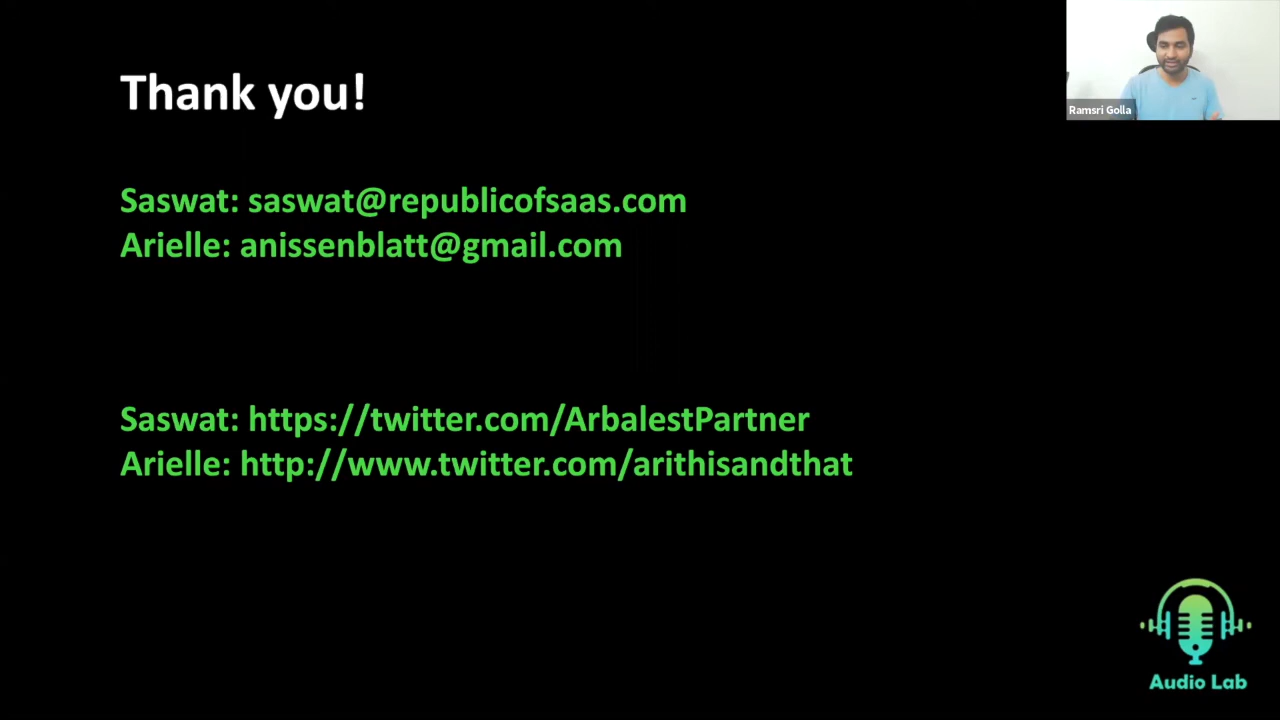 Thank you!
Ramsri Golla
Saswat: saswat@republicofsaas.com
Arielle: anissenblatt@gmail.com
Saswat: https://twitter.com/ArbalestPartner
Arielle: http://www.twitter.com/arithisandthat
Audio Lab